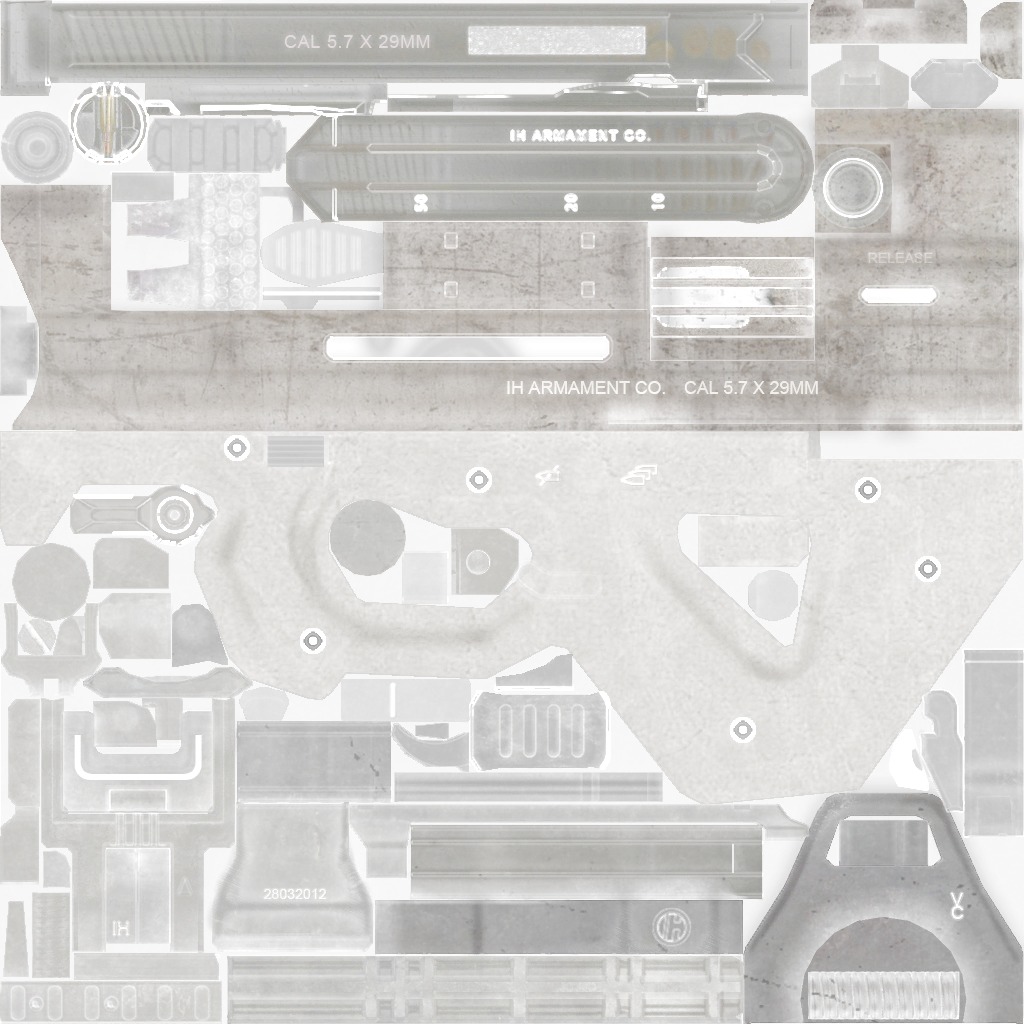 CAL 5.7 X 29MM
IH ARMAMENT CO.
50
20
10
RELEASE
IH ARMAMENT CO. CAL 5.7 X 29MM
28032012
V
C
IH